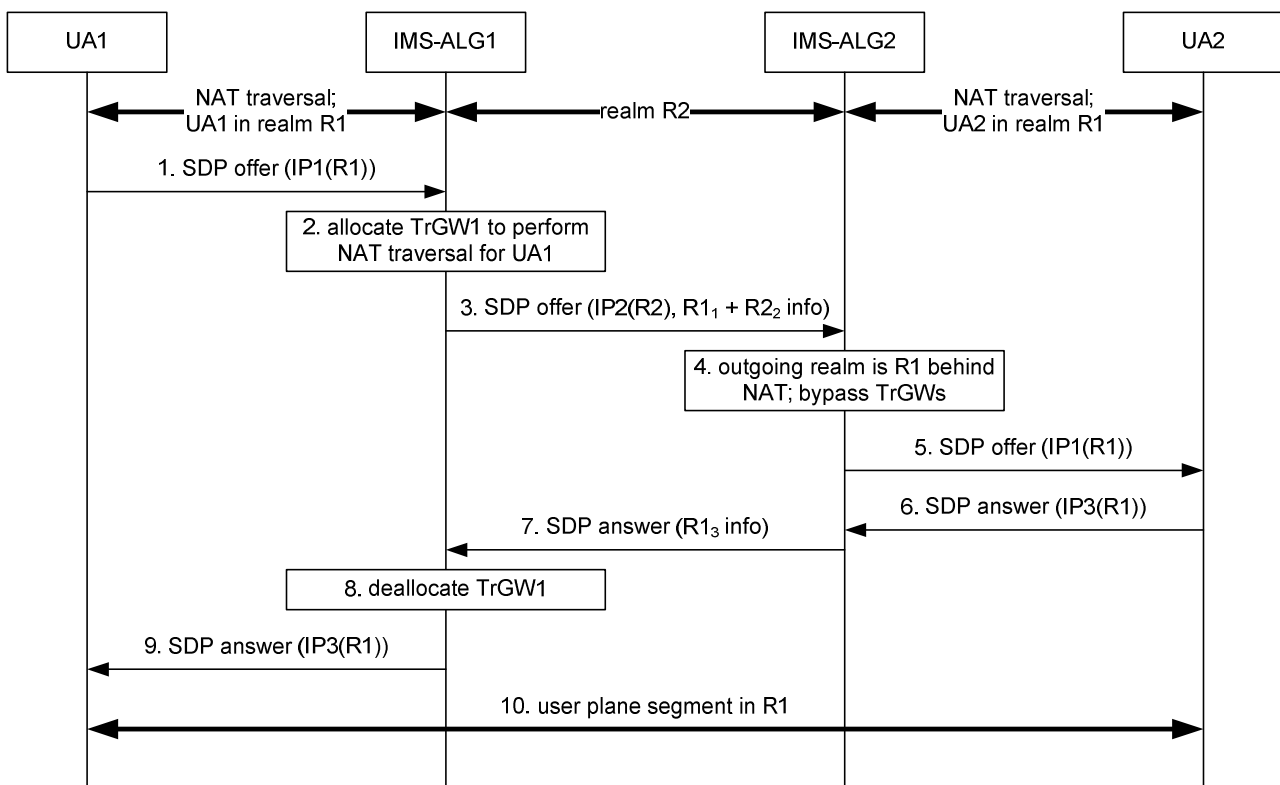 UA1
IMS-ALG1
IMS-ALG2
UA2
NAT traversal;
UA1 in realm R1
realm R2
NAT traversal;
UA2 in realm R1
1. SDP offer (IP1(R1))
2. allocate TrGW1 to perform
NAT traversal for UA1
3. SDP offer (IP2(R2), R1₁ + R2₂ info)
4. outgoing realm is R1 behind
NAT; bypass TrGWs
5. SDP offer (IP1(R1))
6. SDP answer (IP3(R1))
7. SDP answer (R1₃ info)
8. deallocate TrGW1
9. SDP answer (IP3(R1))
10. user plane segment in R1